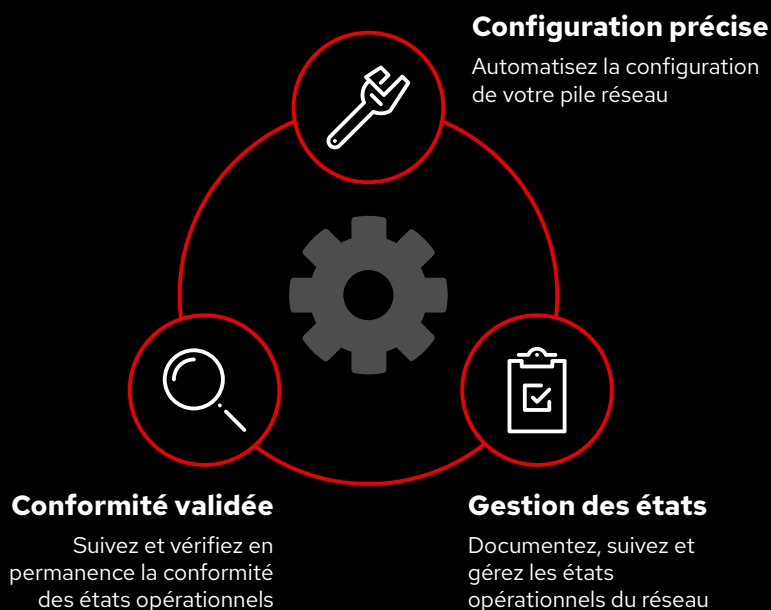 Configuration précise
Automatisez la configuration
de votre pile réseau
Conformité validée
Suivez et vérifiez en
permanence la conformité
des états opérationnels
Gestion des états
Documentez, suivez et
gérez les états
opérationnels du réseau